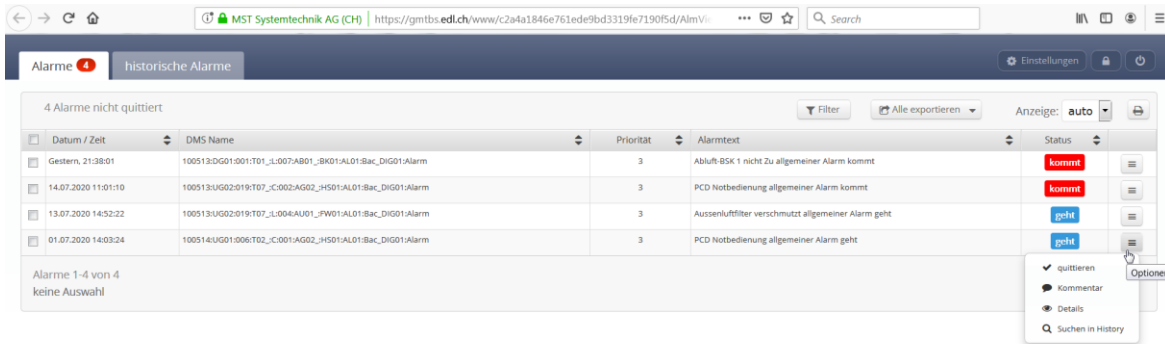 MST Systemtechnik AG (CH) https://gmtbs.edl.ch/www/c2a4a1846e761ede9bd3319fe7190f5d/AlmVi Search
Alarme 4 historische Alarme Einstellungen
4 Alarme nicht quittiert Filter Alle exportieren Anzeige: auto
Datum / Zeit DMS Name Priorität Alarmtext Status
Gestern, 21:38:01 100513:DG01:001:T01_:L:007:AB01_:BK01:AL01:Bac_DIG01:Alarm 3 Abluft-BSK 1 nicht Zu allgemeiner Alarm kommt kommt
14.07.2020 11:01:10 100513:UG02:019:T07_:C:002:AG02_:HS01:AL01:Bac_DIG01:Alarm 3 PCD Notbedienung allgemeiner Alarm kommt kommt
13.07.2020 14:52:22 100513:UG02:019:T07_:L:004:AU01_:FW01:AL01:Bac_DIG01:Alarm 3 Aussenluftfilter verschmutzt allgemeiner Alarm geht geht
01.07.2020 14:03:24 100514:UG01:006:T02_:C:001:AG02_:HS01:AL01:Bac_DIG01:Alarm 3 PCD Notbedienung allgemeiner Alarm geht geht
Alarme 1-4 von 4
keine Auswahl
quittieren
Optionen
Kommentar
Details
Suchen in History